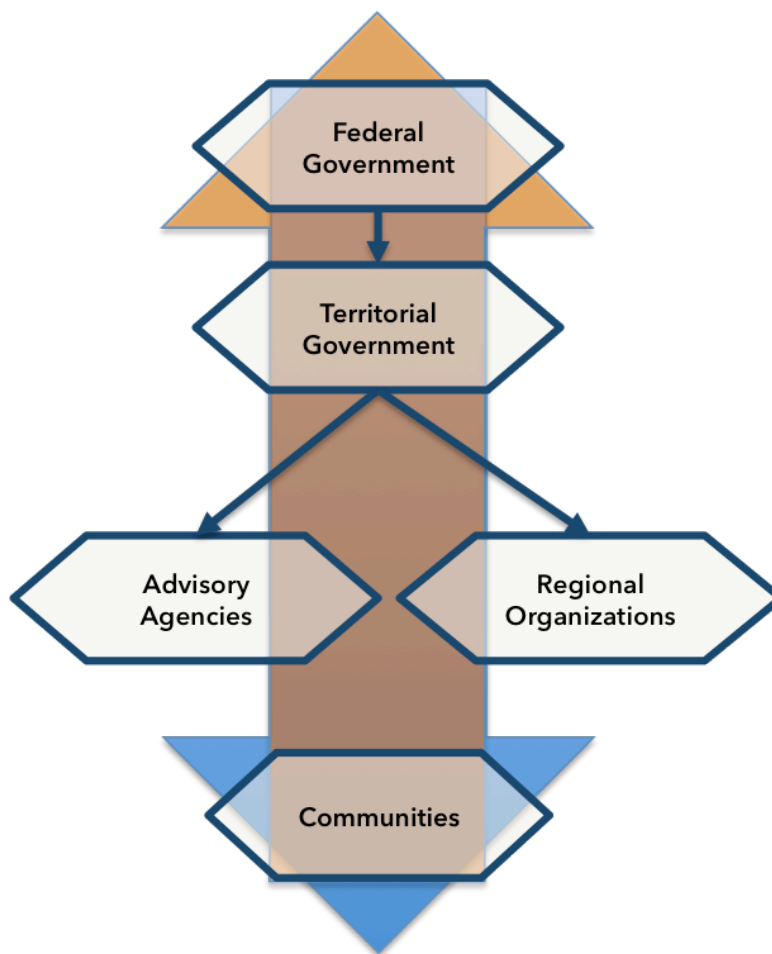 Federal
Government
Territorial
Government
Advisory
Agencies
Regional
Organizations
Communities